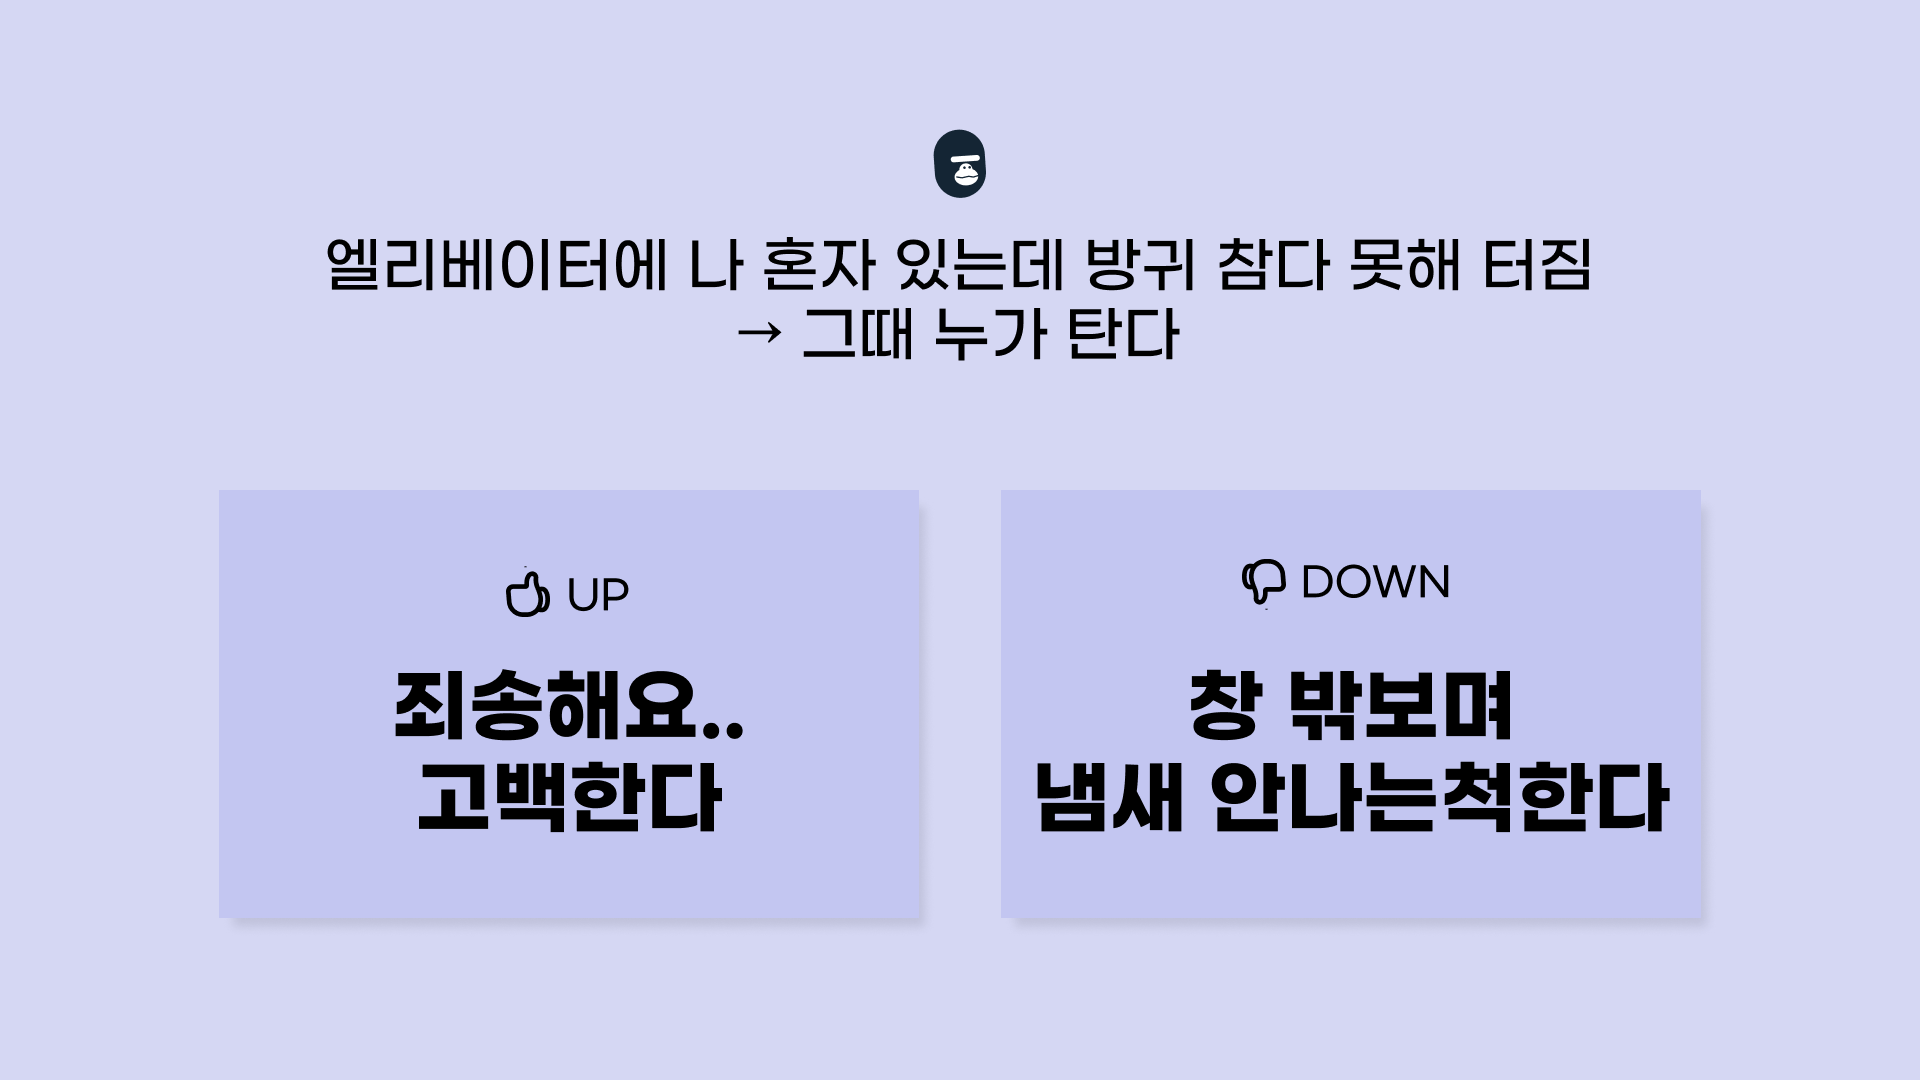 엘리베이터에 나 혼자 있는데 방귀 참다 못해 터짐
→ 그때 누가 탄다
UP
죄송해요..
고백한다
DOWN
창 밖보며
냄새 안나는척한다